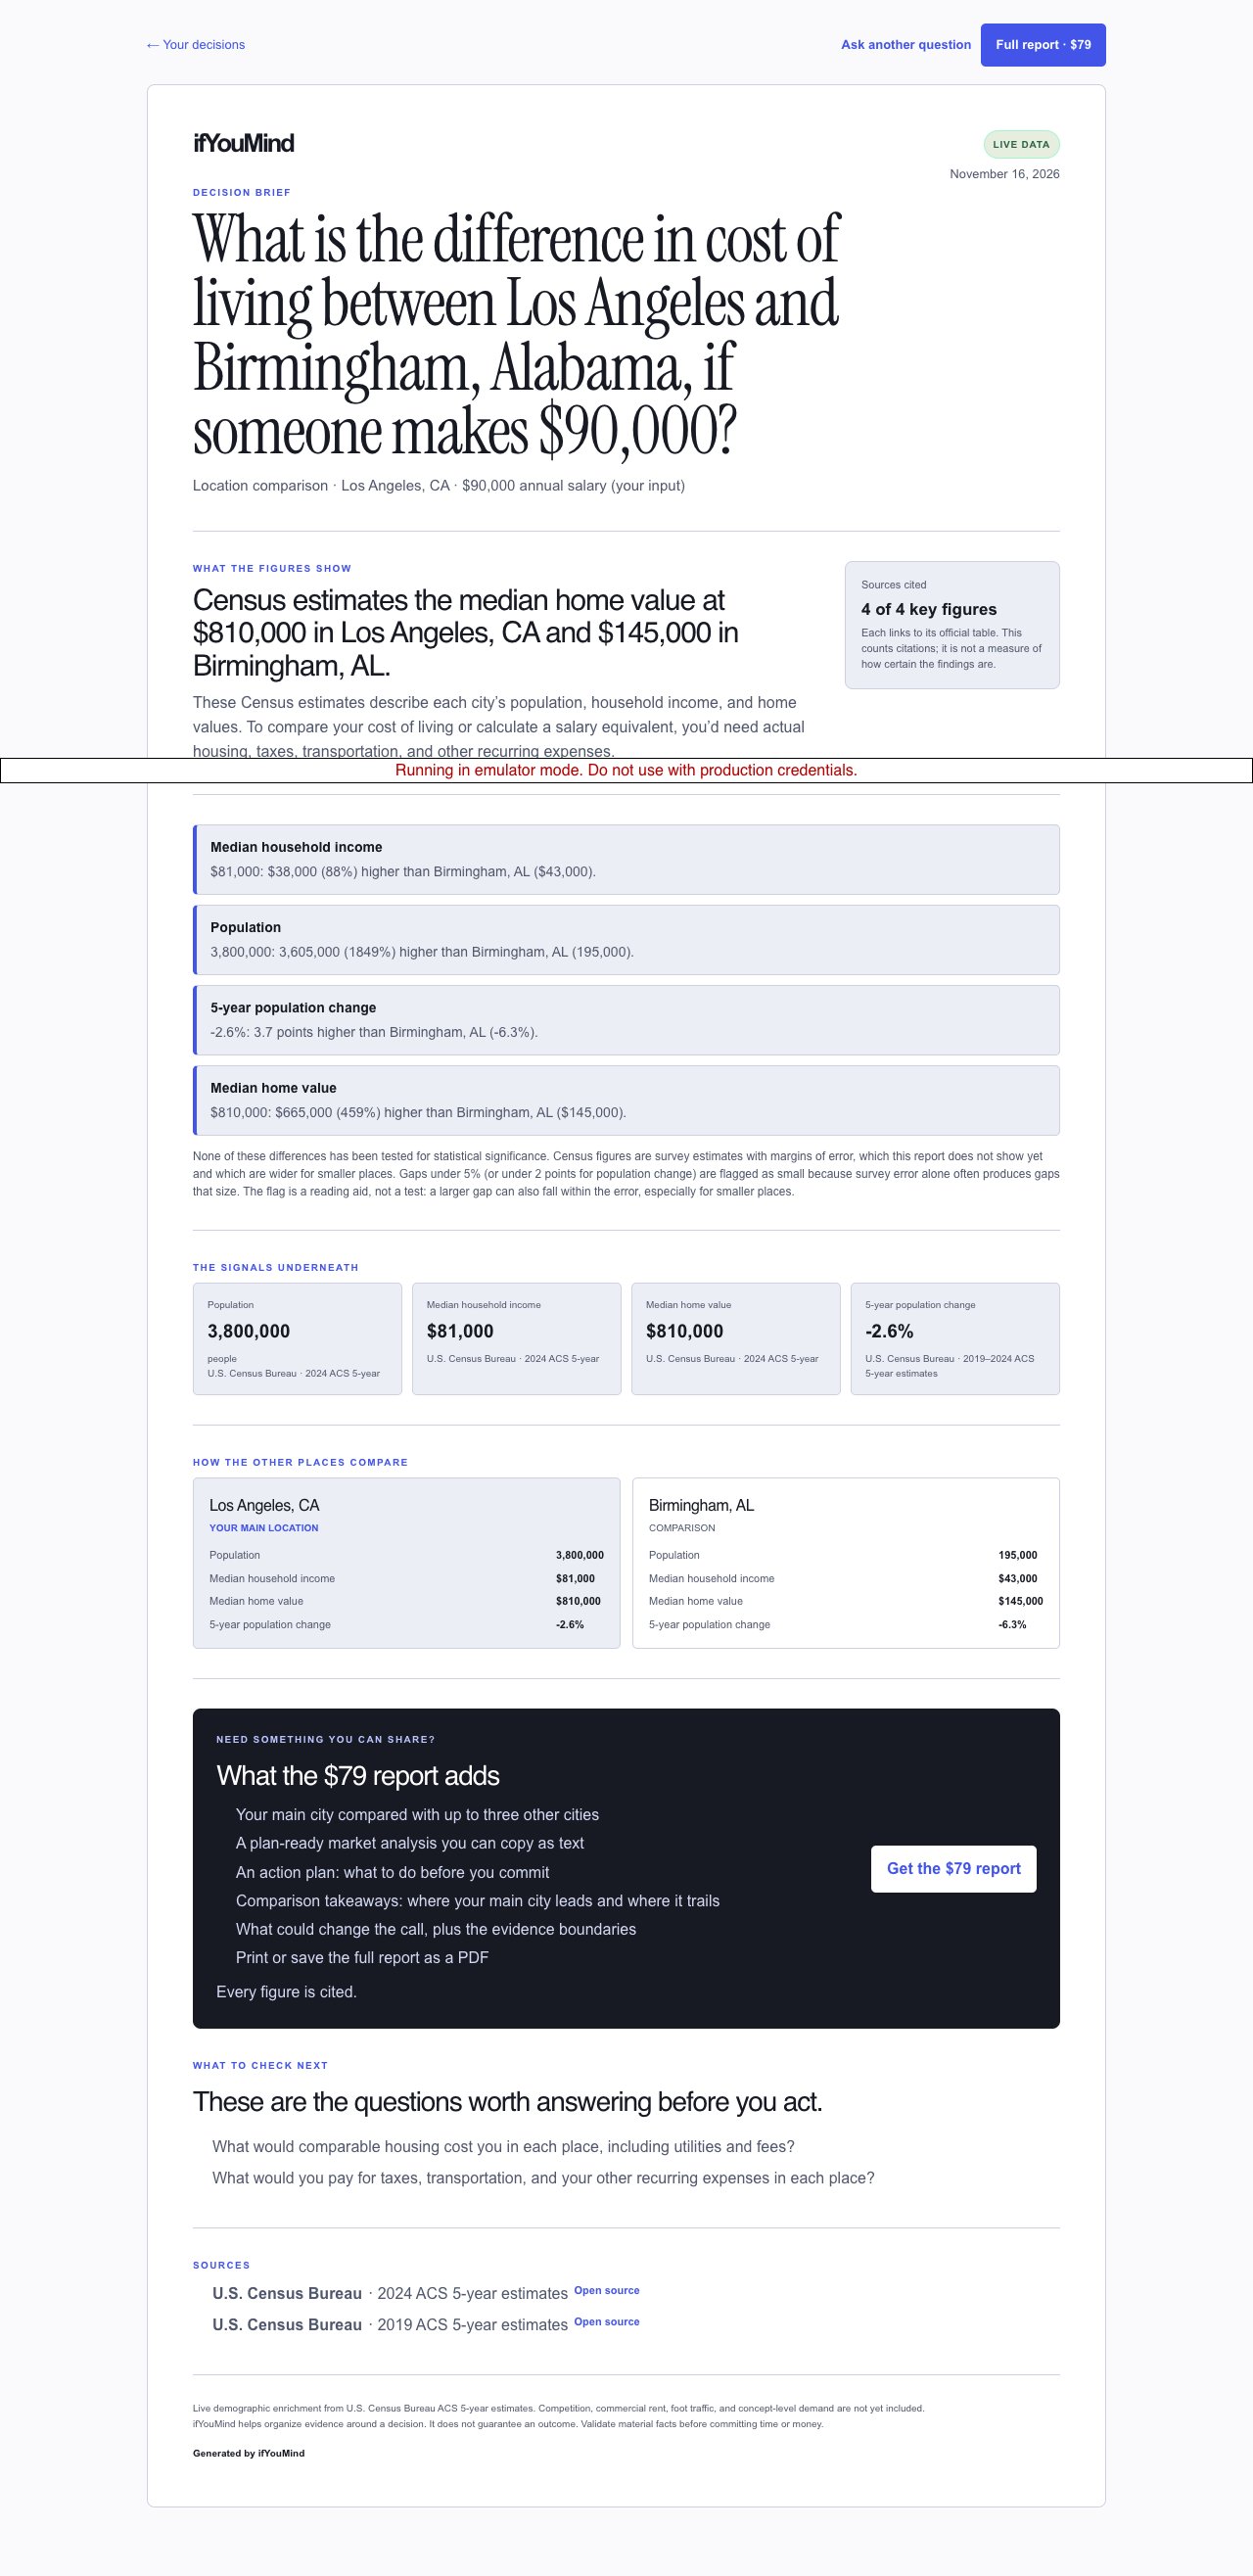 ← Your decisions
Ask another question
Full report · $79
ifYouMind
LIVE DATA
November 16, 2026
DECISION BRIEF
What is the difference in cost of
living between Los Angeles and
Birmingham, Alabama, if
someone makes $90,000?
Location comparison · Los Angeles, CA · $90,000 annual salary (your input)
WHAT THE FIGURES SHOW
Census estimates the median home value at
$810,000 in Los Angeles, CA and $145,000 in
Birmingham, AL.
These Census estimates describe each city’s population, household income, and home
values. To compare your cost of living or calculate a salary equivalent, you’d need actual
housing, taxes, transportation, and other recurring expenses.
Sources cited
4 of 4 key figures
Each links to its official table. This
counts citations; it is not a measure of
how certain the findings are.
Running in emulator mode. Do not use with production credentials.
Median household income
$81,000: $38,000 (88%) higher than Birmingham, AL ($43,000).
Population
3,800,000: 3,605,000 (1849%) higher than Birmingham, AL (195,000).
5-year population change
-2.6%: 3.7 points higher than Birmingham, AL (-6.3%).
Median home value
$810,000: $665,000 (459%) higher than Birmingham, AL ($145,000).
None of these differences has been tested for statistical significance. Census figures are survey estimates with margins of error, which this report does not show yet
and which are wider for smaller places. Gaps under 5% (or under 2 points for population change) are flagged as small because survey error alone often produces gaps
that size. The flag is a reading aid, not a test: a larger gap can also fall within the error, especially for smaller places.
THE SIGNALS UNDERNEATH
Population
3,800,000
people
U.S. Census Bureau · 2024 ACS 5-year
Median household income
$81,000
U.S. Census Bureau · 2024 ACS 5-year
Median home value
$810,000
U.S. Census Bureau · 2024 ACS 5-year
5-year population change
-2.6%
U.S. Census Bureau · 2019–2024 ACS
5-year estimates
HOW THE OTHER PLACES COMPARE
Los Angeles, CA
YOUR MAIN LOCATION
Population 3,800,000
Median household income $81,000
Median home value $810,000
5-year population change -2.6%
Birmingham, AL
COMPARISON
Population 195,000
Median household income $43,000
Median home value $145,000
5-year population change -6.3%
NEED SOMETHING YOU CAN SHARE?
What the $79 report adds
Your main city compared with up to three other cities
A plan-ready market analysis you can copy as text
An action plan: what to do before you commit
Comparison takeaways: where your main city leads and where it trails
What could change the call, plus the evidence boundaries
Print or save the full report as a PDF
Every figure is cited.
Get the $79 report
WHAT TO CHECK NEXT
These are the questions worth answering before you act.
What would comparable housing cost you in each place, including utilities and fees?
What would you pay for taxes, transportation, and your other recurring expenses in each place?
SOURCES
U.S. Census Bureau · 2024 ACS 5-year estimates Open source
U.S. Census Bureau · 2019 ACS 5-year estimates Open source
Live demographic enrichment from U.S. Census Bureau ACS 5-year estimates. Competition, commercial rent, foot traffic, and concept-level demand are not yet included.
ifYouMind helps organize evidence around a decision. It does not guarantee an outcome. Validate material facts before committing time or money.
Generated by ifYouMind